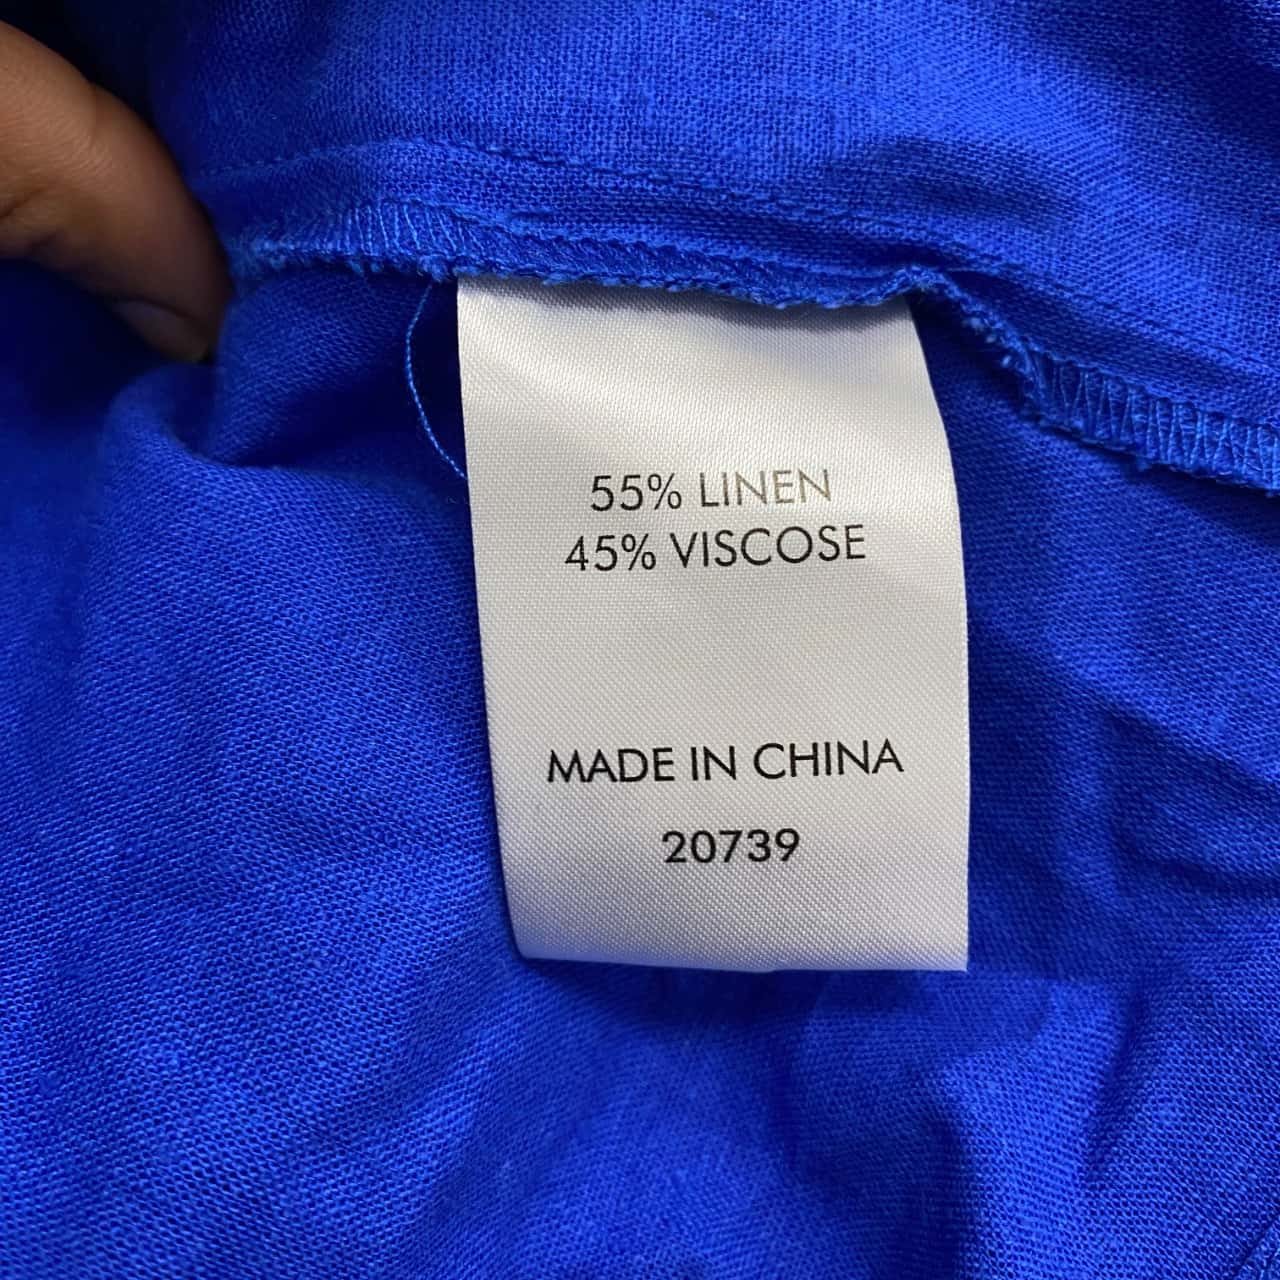 55% LINEN
45% VISCOSE
MADE IN CHINA
20739